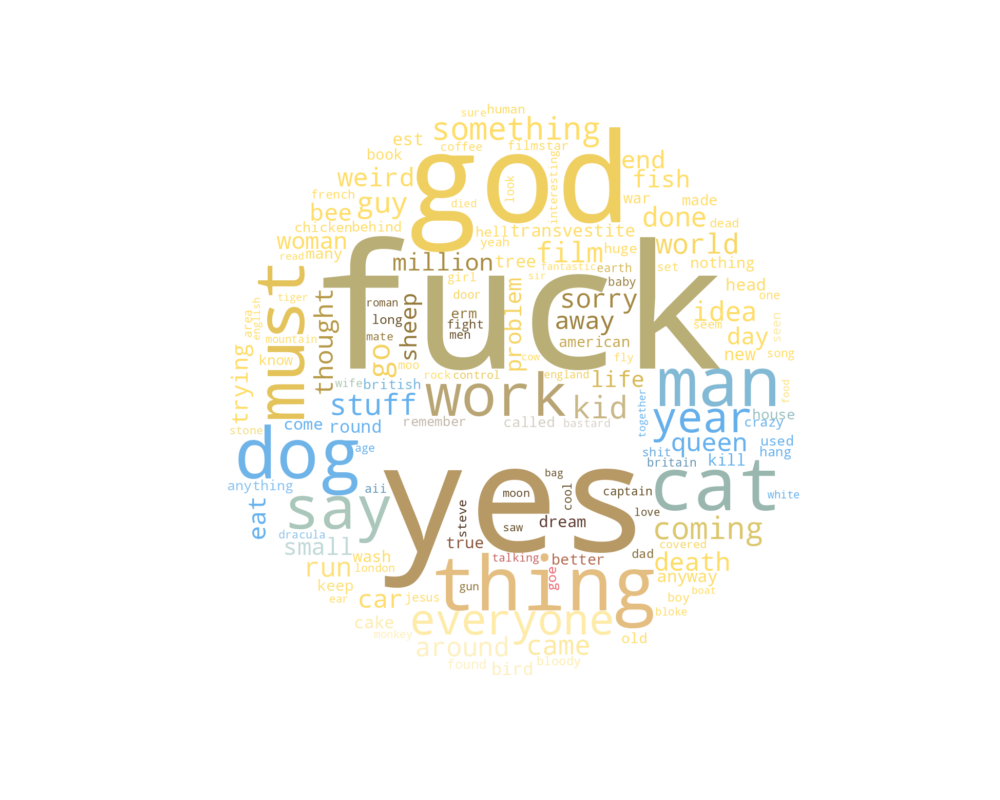 sure human
est something
coffee filmstar
book god end
weird look interesting fish
french died war made
bee guy done
chickenbehind hell transvestite dead
woman yeah world
many tree film huge
read million girl fantastic earth set nothing
tiger must fuck sir baby head one
roman door sorry idea
long erm fight men away day
area english thought sheep problem seem seen
mountain mate american new song
know go moo cow fly
trying rock control england life
wife british work man food
stuff kid together year house
stone come round remember called bastard crazy
dog age queen used
shit hang
yes britain kill
anything aii bag cat white
say moon cool captain
eat steve saw dream love
dracula small true coming
wash talking better dad covered
london run thing death
keep gun goe anyway
ear car jesus boy boat
cake everyone bloke
monkey old
around came
found bird bloody